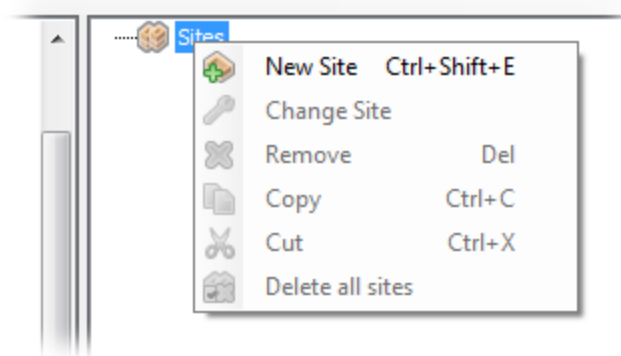 Sites
New Site Ctrl+Shift+E
Change Site
Remove Del
Copy Ctrl+C
Cut Ctrl+X
Delete all sites